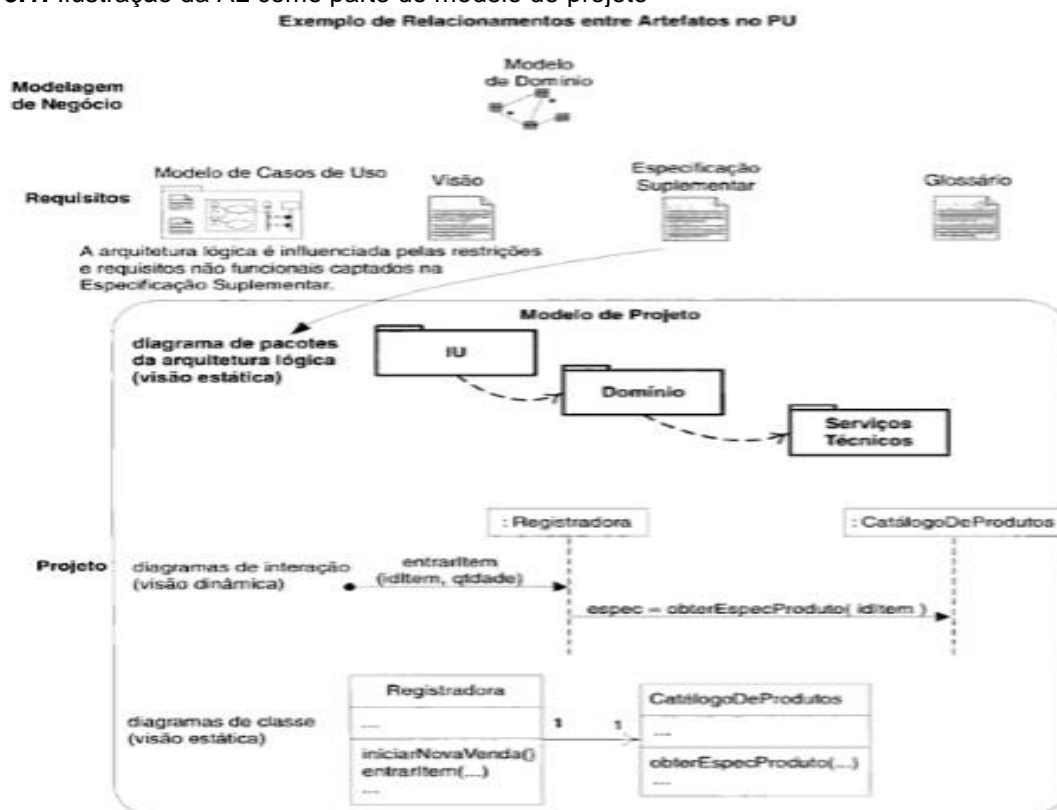 Ilustração da AL como parte do modelo do projeto
Exemplo de Relacionamentos entre Artefatos no PU
Modelo
de Domínio
Modelagem
de Negócio
Requisitos
Modelo de Casos de Uso
Visão
Especificação
Suplementar
Glossário
A arquitetura lógica é influenciada pelas restrições
e requisitos não funcionais captados na
Especificação Suplementar.
Modelo de Projeto
diagrama de pacotes
da arquitetura lógica
(visão estática)
IU
Domínio
Serviços
Técnicos
: Registradora
: CatálogoDeProdutos
Projeto
diagramas de interação
(visão dinâmica)
entrarItem
(idItem, qtdade)
espec = obterEspecProduto( idItem )
diagramas de classe
(visão estática)
Registradora
....
iniciarNovaVenda()
entrarItem(...)
....
1
1
CatálogoDeProdutos
....
obterEspecProduto(...)
....